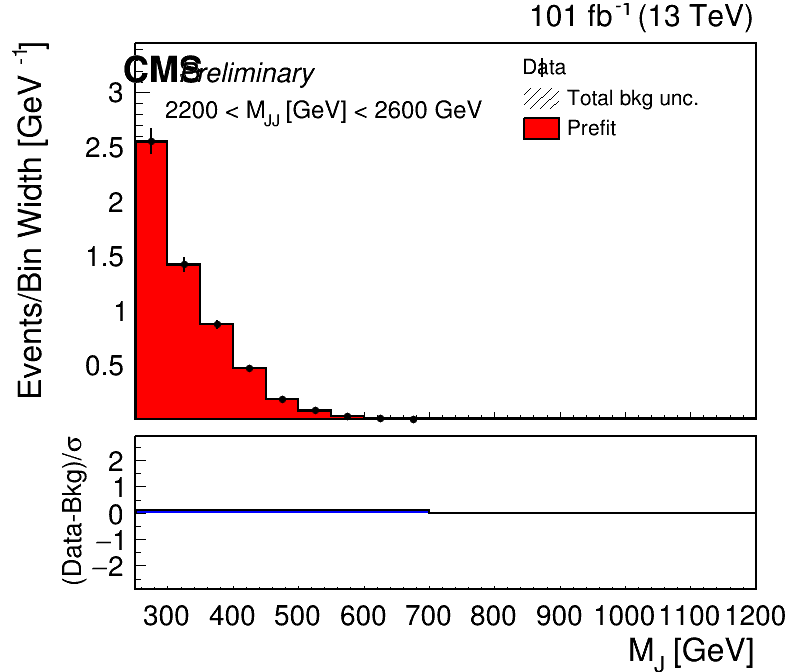 101 fb⁻¹ (13 TeV)
CMS Preliminary
2200 < M_JJ [GeV] < 2600 GeV
Data
Total bkg unc.
Prefit
Events/Bin Width [GeV⁻¹]
3
2.5
2
1.5
1
0.5
(Data-Bkg)/σ
2
1
0
−1
−2
300 400 500 600 700 800 900 1000 1100 1200
M_J [GeV]